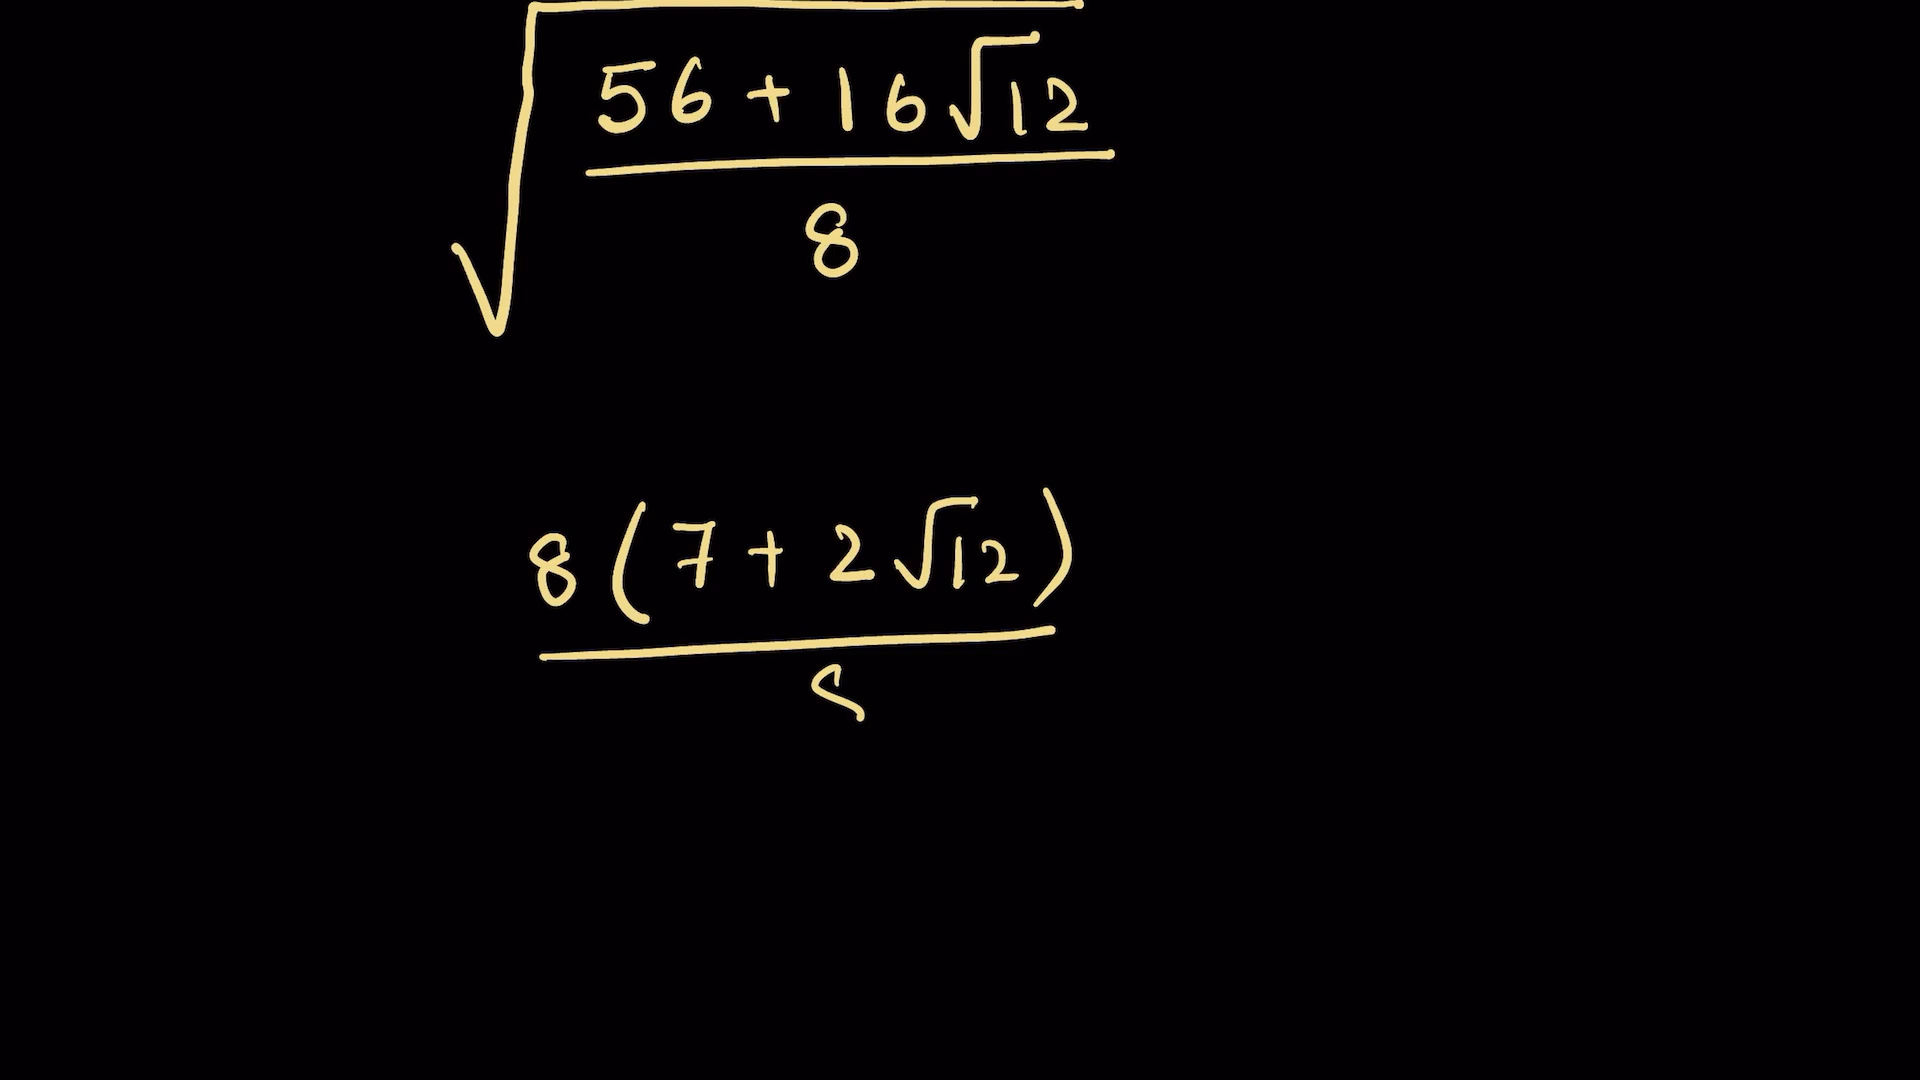 √56 + 16√12
8
8(7 + 2√12)